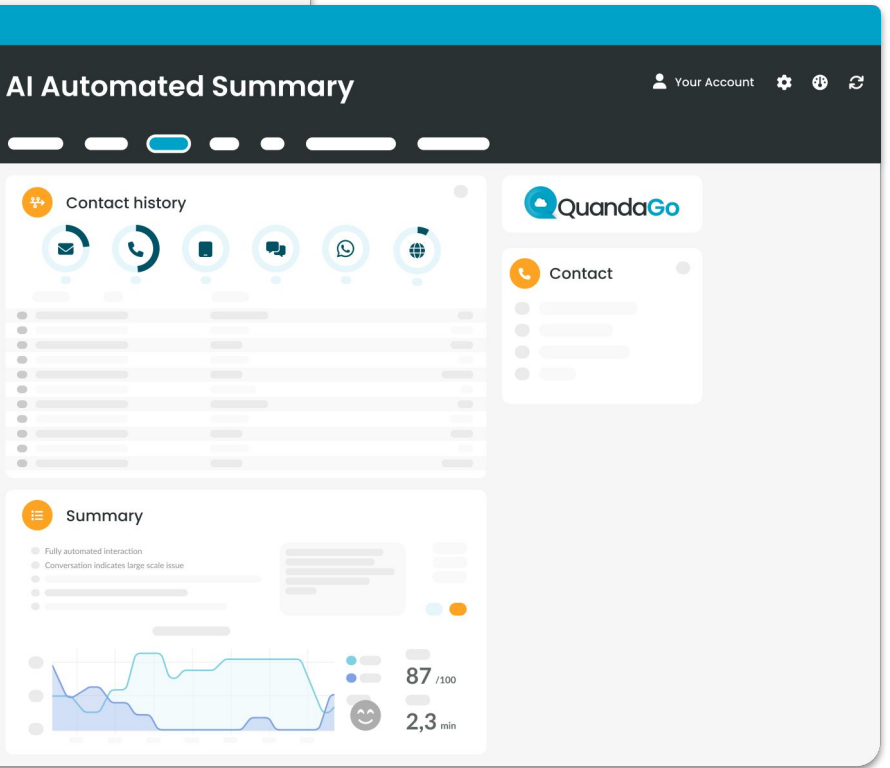 AI Automated Summary
Your Account
Contact history
QuandaGo
Contact
Summary
Fully automated interaction
Conversation indicates large scale issue
87 /100
2,3 min